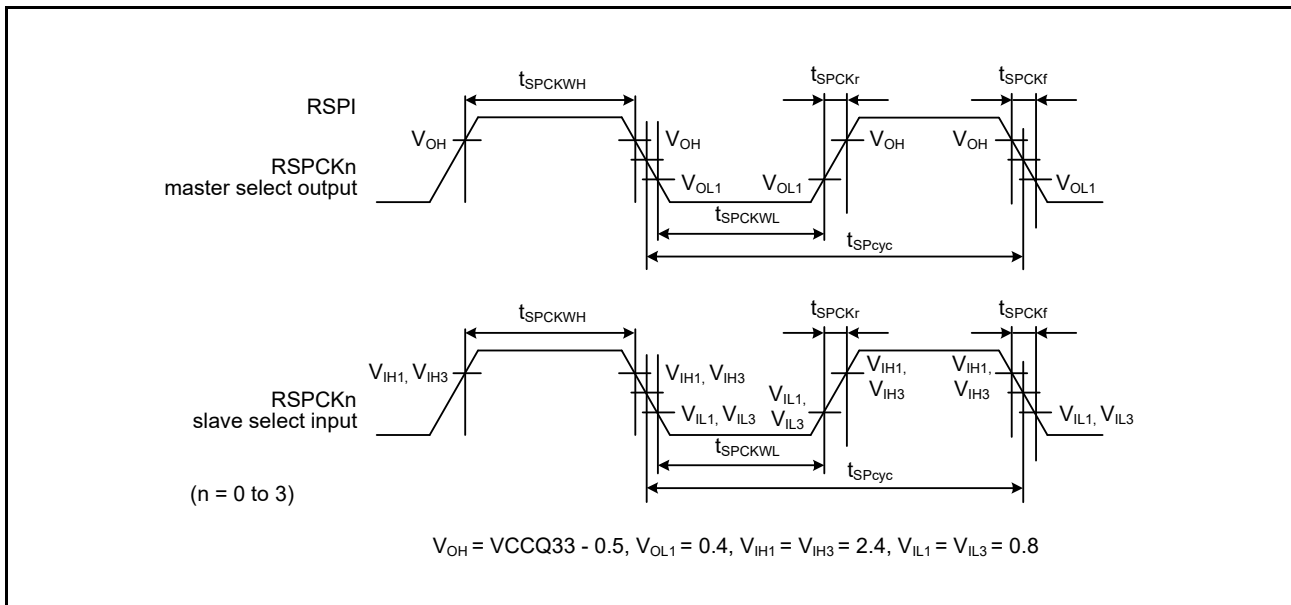 tSPCKWH
tSPCKr
tSPCKf
RSPI
VOH
VOH
VOH
VOH
RSPCKn
master select output
VOL1
VOL1
VOL1
tSPCKWL
tSPcyc
tSPCKWH
tSPCKr
tSPCKf
VIH1, VIH3
VIH1, VIH3
VIH1,
VIH3
VIH1,
VIH3
RSPCKn
slave select input
VIL1, VIL3
VIL1,
VIL3
VIL1, VIL3
tSPCKWL
tSPcyc
(n = 0 to 3)
VOH = VCCQ33 - 0.5, VOL1 = 0.4, VIH1 = VIH3 = 2.4, VIL1 = VIL3 = 0.8